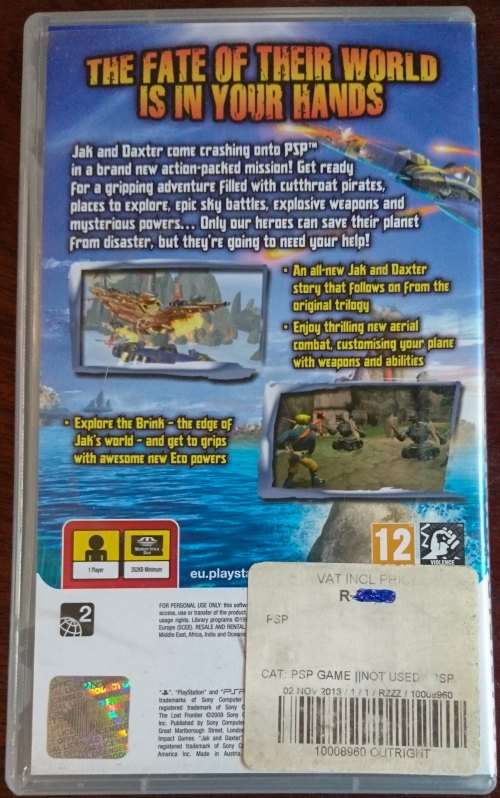 THE FATE OF THEIR WORLD
IS IN YOUR HANDS
Jak and Daxter come crashing onto PSP™
in a brand new action-packed mission! Get ready
for a gripping adventure filled with cutthroat pirates,
places to explore, epic sky battles, explosive weapons and
mysterious powers... Only our heroes can save their planet
from disaster, but they're going to need your help!
• An all-new Jak and Daxter
story that follows on from the
original trilogy
• Enjoy thrilling new aerial
combat, customising your plane
with weapons and abilities
• Explore the Brink – the edge of
Jak's world – and get to grips
with awesome new Eco powers
1 Player
352KB Minimum
12
VIOLENCE
eu.playsta
2
FOR PERSONAL USE ONLY: this softw
access, use or transfer of the product
usage rights. Library programs ©19
Europe (SCEE). RESALE AND RENTAL
Middle East, Africa, India and Oceani
"PlayStation" and "PSP"
trademarks of Sony Compute
registered trademark of Sony C
The Lost Frontier ©2009 Sony
Inc. Published by Sony Compute
Great Marlborough Street, London
Impact Games. "Jak and Daxter"
registered trademark of Sony C
America Inc. Made in Austria.
VAT INCL PRICE
R
PSP
CAT: PSP GAME ||NOT USED SP
02 NOV 2013 / 1 / 1 / RZZZ / 10008960
10008960 OUTRIGHT